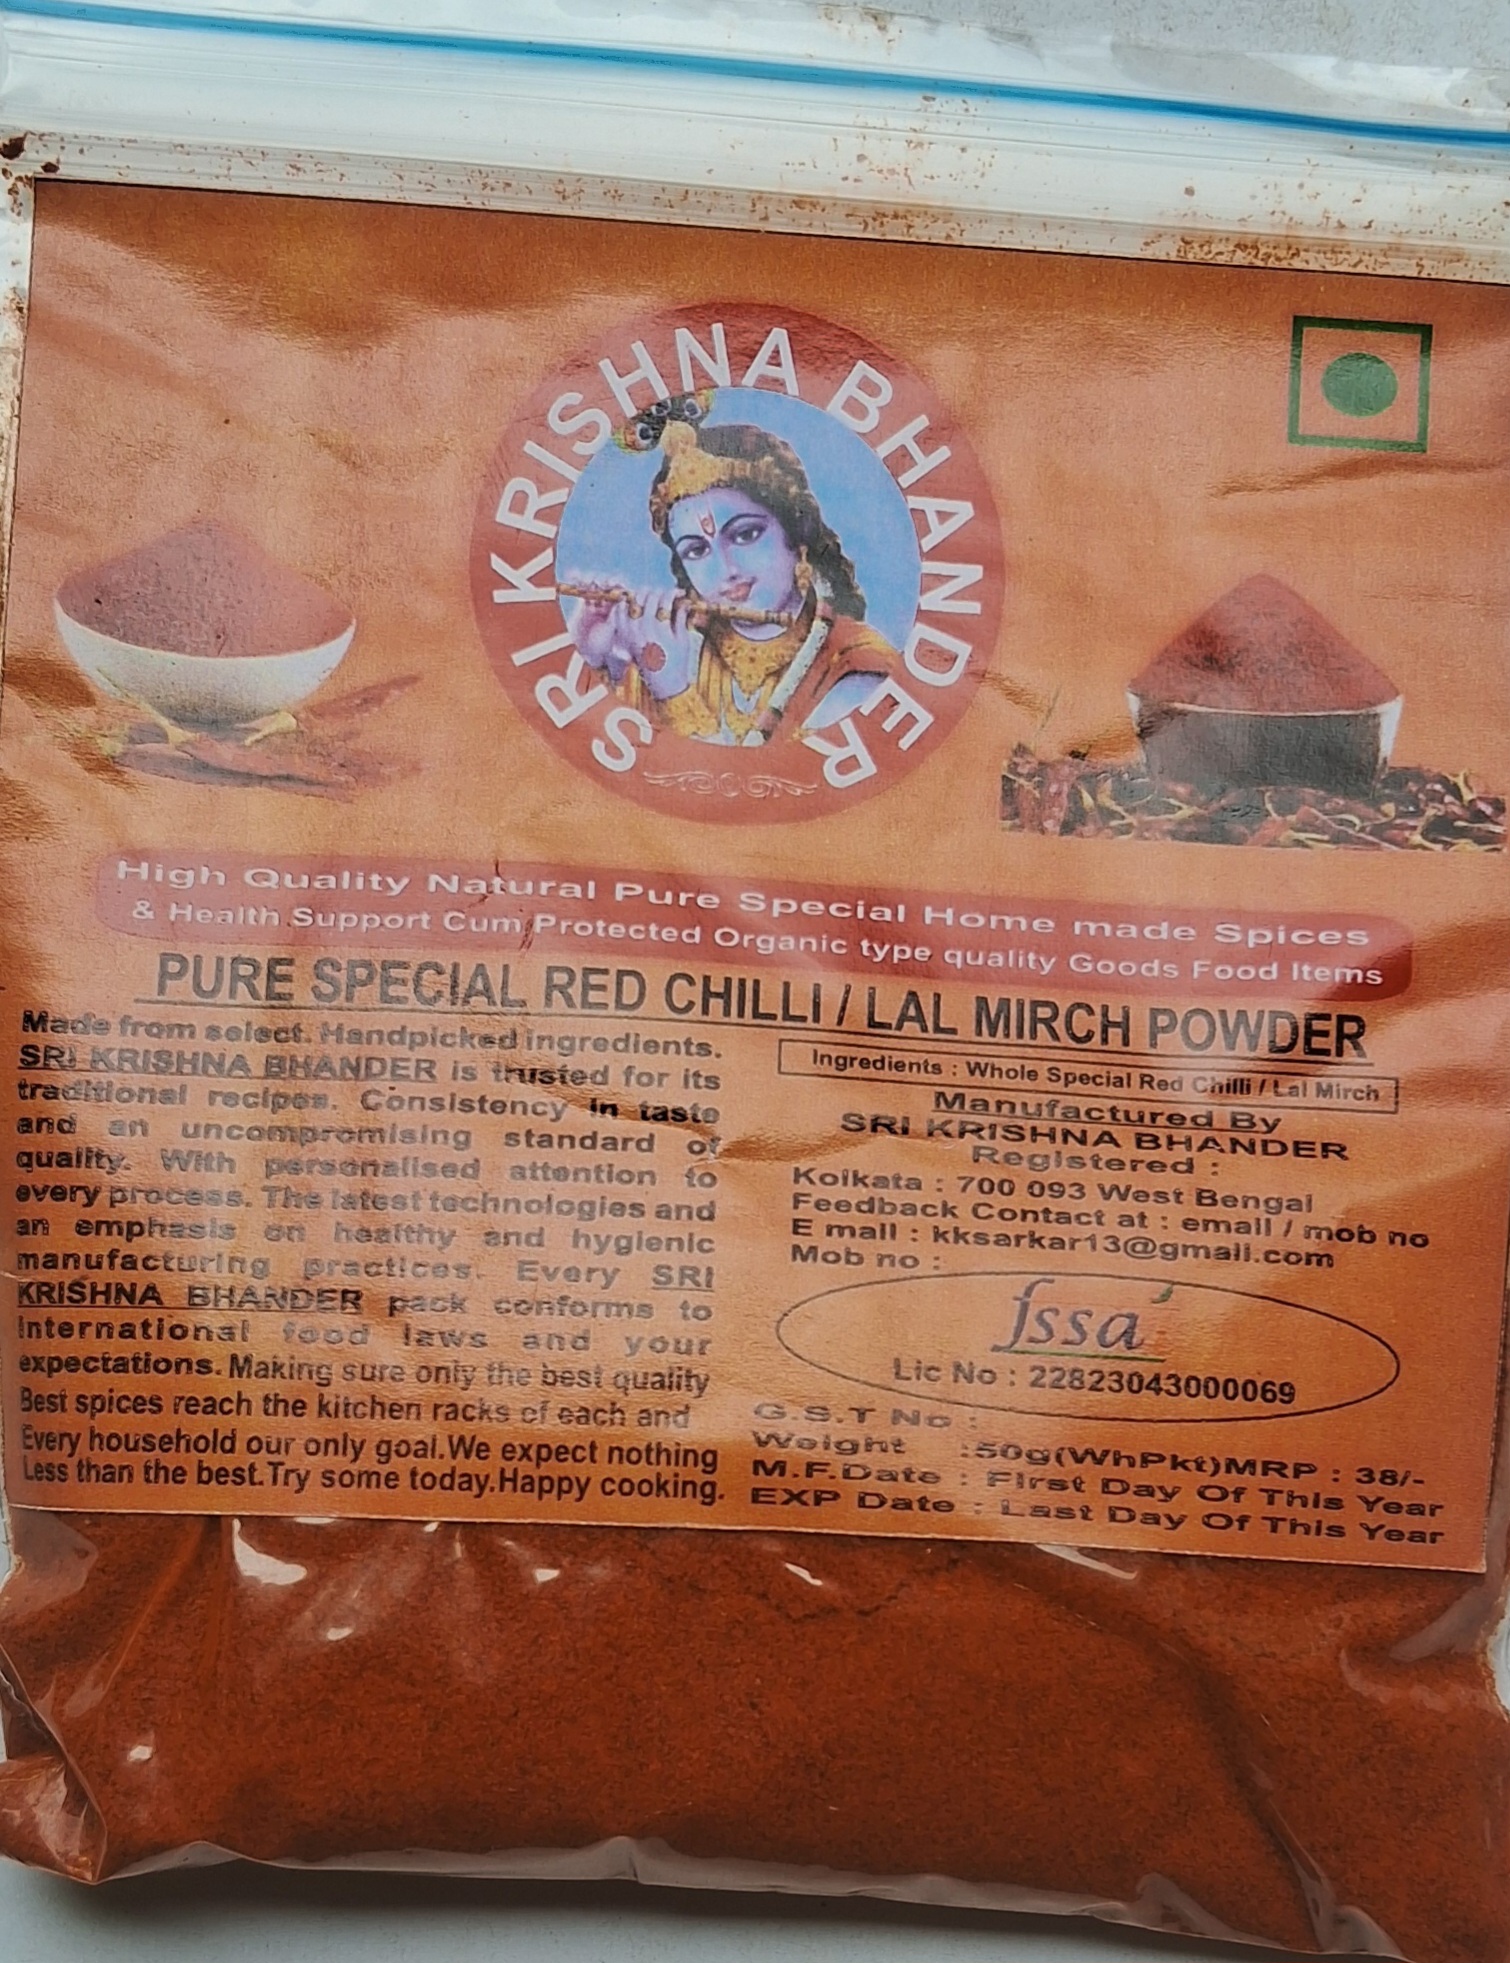 SRI KRISHNA BHANDER
High Quality Natural Pure Special Home made Spices
& Health Support Cum Protected Organic type quality Goods Food Items
PURE SPECIAL RED CHILLI / LAL MIRCH POWDER
Made from select. Handpicked ingredients.
SRI KRISHNA BHANDER is trusted for its
traditional recipes. Consistency in taste
and an uncompromising standard of
quality. With personalised attention to
every process. The latest technologies and
an emphasis on healthy and hygienic
manufacturing practices. Every SRI
KRISHNA BHANDER pack conforms to
International food laws and your
expectations. Making sure only the best quality
Best spices reach the kitchen racks of each and
Every household our only goal.We expect nothing
Less than the best.Try some today.Happy cooking.
Ingredients : Whole Special Red Chilli / Lal Mirch
Manufactured By
SRI KRISHNA BHANDER
Registered :
Kolkata : 700 093 West Bengal
Feedback Contact at : email / mob no
E mail : kksarkar13@gmail.com
Mob no :
fssa
Lic No : 22823043000069
G.S.T No :
Weight :50g(WhPkt)MRP : 38/-
M.F.Date : First Day Of This Year
EXP Date : Last Day Of This Year